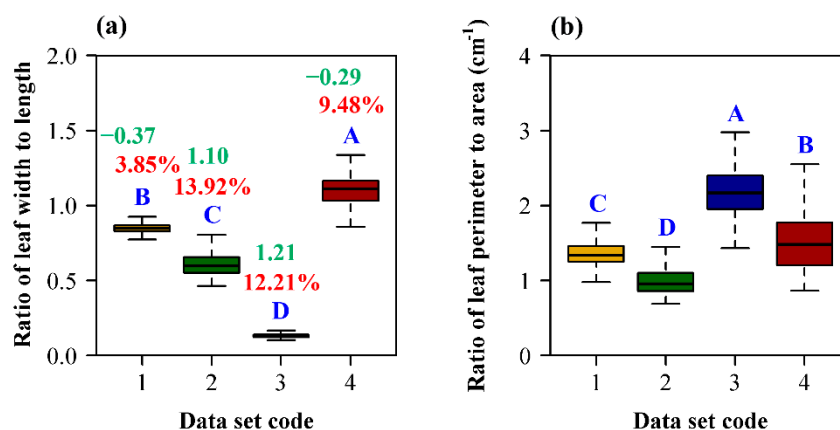 (a)
Ratio of leaf width to length
2.0
1.5
1.0
0.5
0.0
−0.37
3.85%
B
1.10
13.92%
C
1.21
12.21%
D
−0.29
9.48%
A
1 2 3 4
Data set code
(b)
Ratio of leaf perimeter to area (cm⁻¹)
4
3
2
1
0
C
D
A
B
1 2 3 4
Data set code